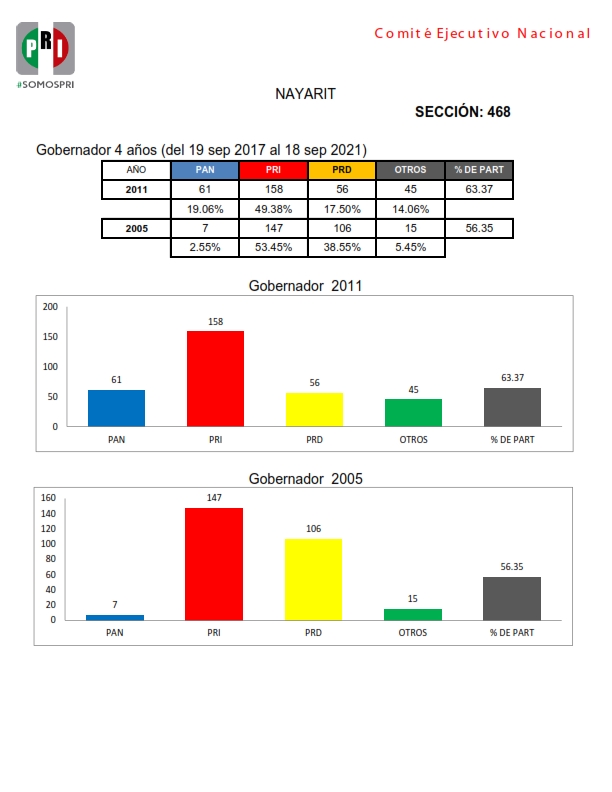 Comité Ejecutivo Nacional
PRI
#SOMOSPRI
NAYARIT
SECCIÓN: 468
Gobernador 4 años (del 19 sep 2017 al 18 sep 2021)
AÑO PAN PRI PRD OTROS % DE PART
2011 61 158 56 45 63.37
19.06% 49.38% 17.50% 14.06%
2005 7 147 106 15 56.35
2.55% 53.45% 38.55% 5.45%
Gobernador 2011
200
150
100
50
0
61
158
56
45
63.37
PAN PRI PRD OTROS % DE PART
Gobernador 2005
160
140
120
100
80
60
40
20
0
7
147
106
15
56.35
PAN PRI PRD OTROS % DE PART